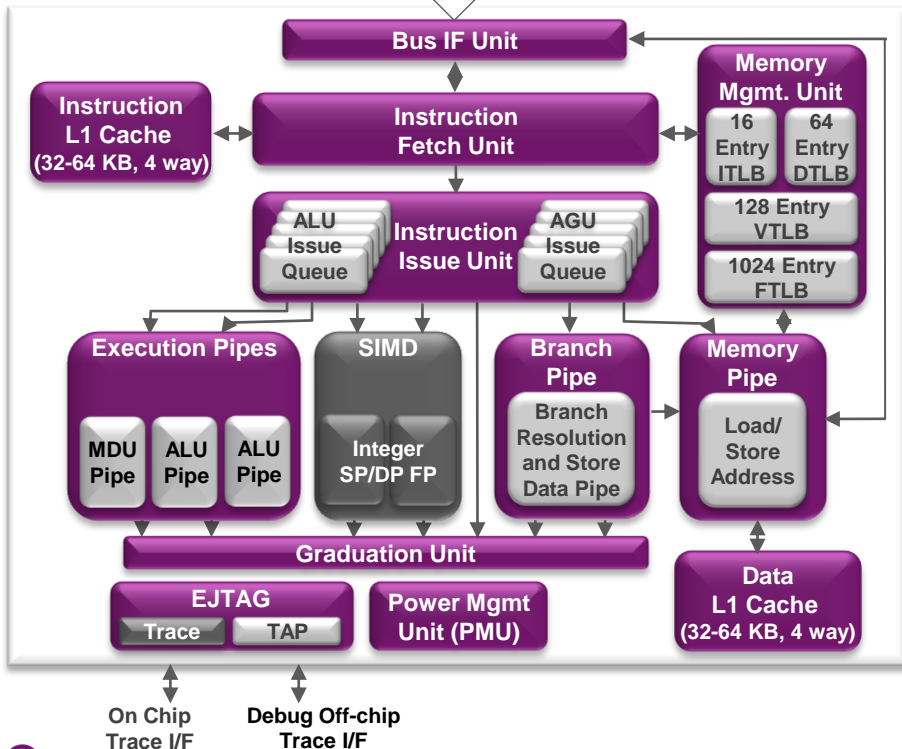 Bus IF Unit
Memory
Mgmt. Unit
16
Entry
ITLB
64
Entry
DTLB
128 Entry
VTLB
1024 Entry
FTLB
Instruction
L1 Cache
(32-64 KB, 4 way)
Instruction
Fetch Unit
ALU
Issue
Queue
Instruction
Issue Unit
AGU
Issue
Queue
Execution Pipes
MDU
Pipe
ALU
Pipe
ALU
Pipe
SIMD
Integer
SP/DP FP
Branch
Pipe
Branch
Resolution
and Store
Data Pipe
Memory
Pipe
Load/
Store
Address
Graduation Unit
EJTAG
Trace
TAP
Power Mgmt
Unit (PMU)
Data
L1 Cache
(32-64 KB, 4 way)
On Chip
Trace I/F
Debug Off-chip
Trace I/F